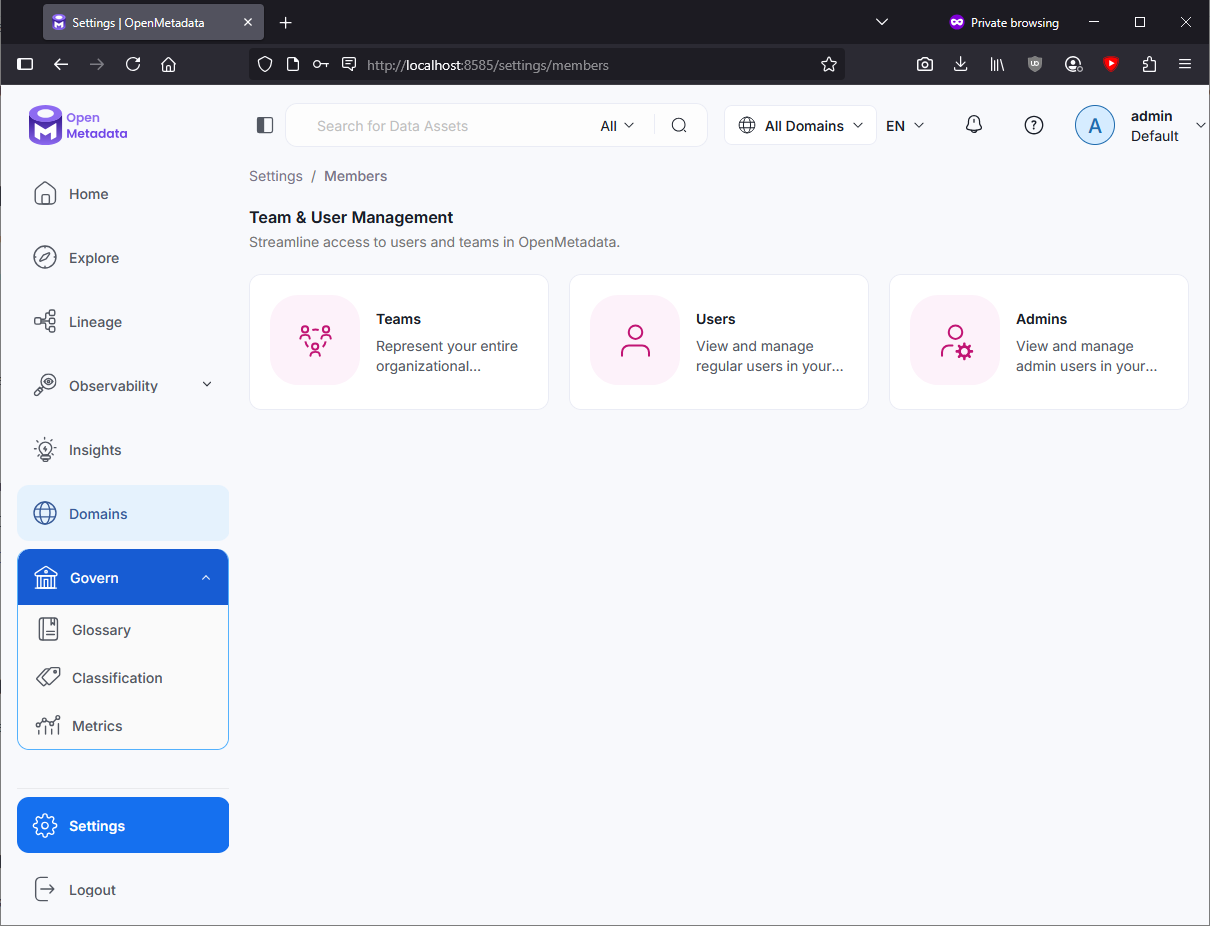 Settings | OpenMetadata
Private browsing
http://localhost:8585/settings/members
Open
Metadata
Search for Data Assets
All
All Domains
EN
A
admin
Default
Home
Explore
Lineage
Observability
Insights
Domains
Govern
Glossary
Classification
Metrics
Settings
Logout
Settings / Members
Team & User Management
Streamline access to users and teams in OpenMetadata.
Teams
Represent your entire
organizational...
Users
View and manage
regular users in your...
Admins
View and manage
admin users in your...